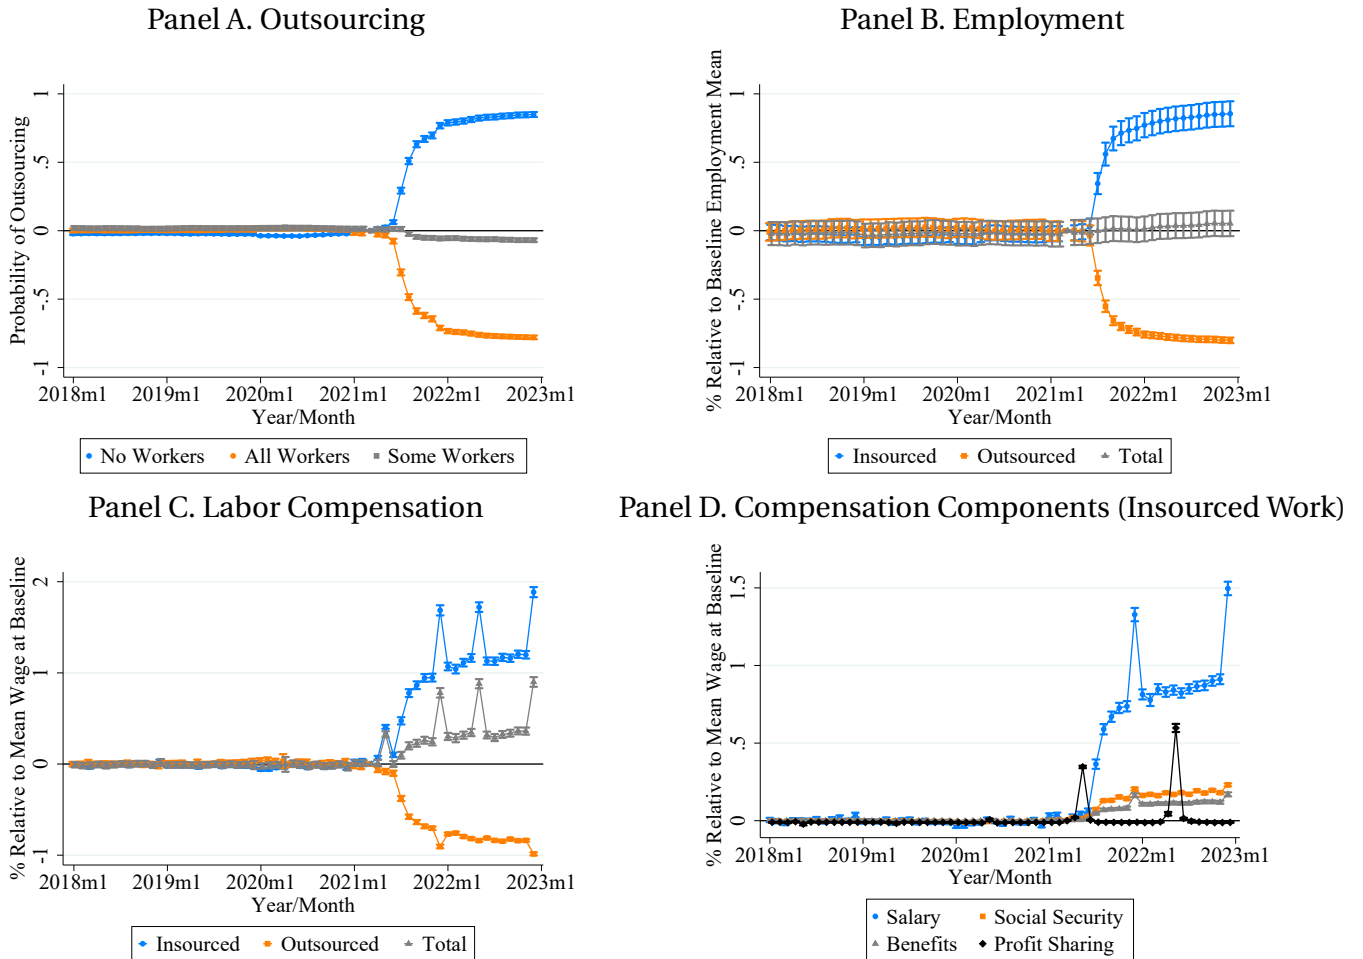 Panel A. Outsourcing
Probability of Outsourcing
1
.5
0
-.5
-1
2018m1 2019m1 2020m1 2021m1 2022m1 2023m1
Year/Month
No Workers All Workers Some Workers
Panel B. Employment
% Relative to Baseline Employment Mean
1
.5
0
-.5
-1
2018m1 2019m1 2020m1 2021m1 2022m1 2023m1
Year/Month
Insourced Outsourced Total
Panel C. Labor Compensation
% Relative to Mean Wage at Baseline
2
1
0
-1
2018m1 2019m1 2020m1 2021m1 2022m1 2023m1
Year/Month
Insourced Outsourced Total
Panel D. Compensation Components (Insourced Work)
% Relative to Mean Wage at Baseline
1.5
1
.5
0
2018m1 2019m1 2020m1 2021m1 2022m1 2023m1
Year/Month
Salary Social Security
Benefits Profit Sharing